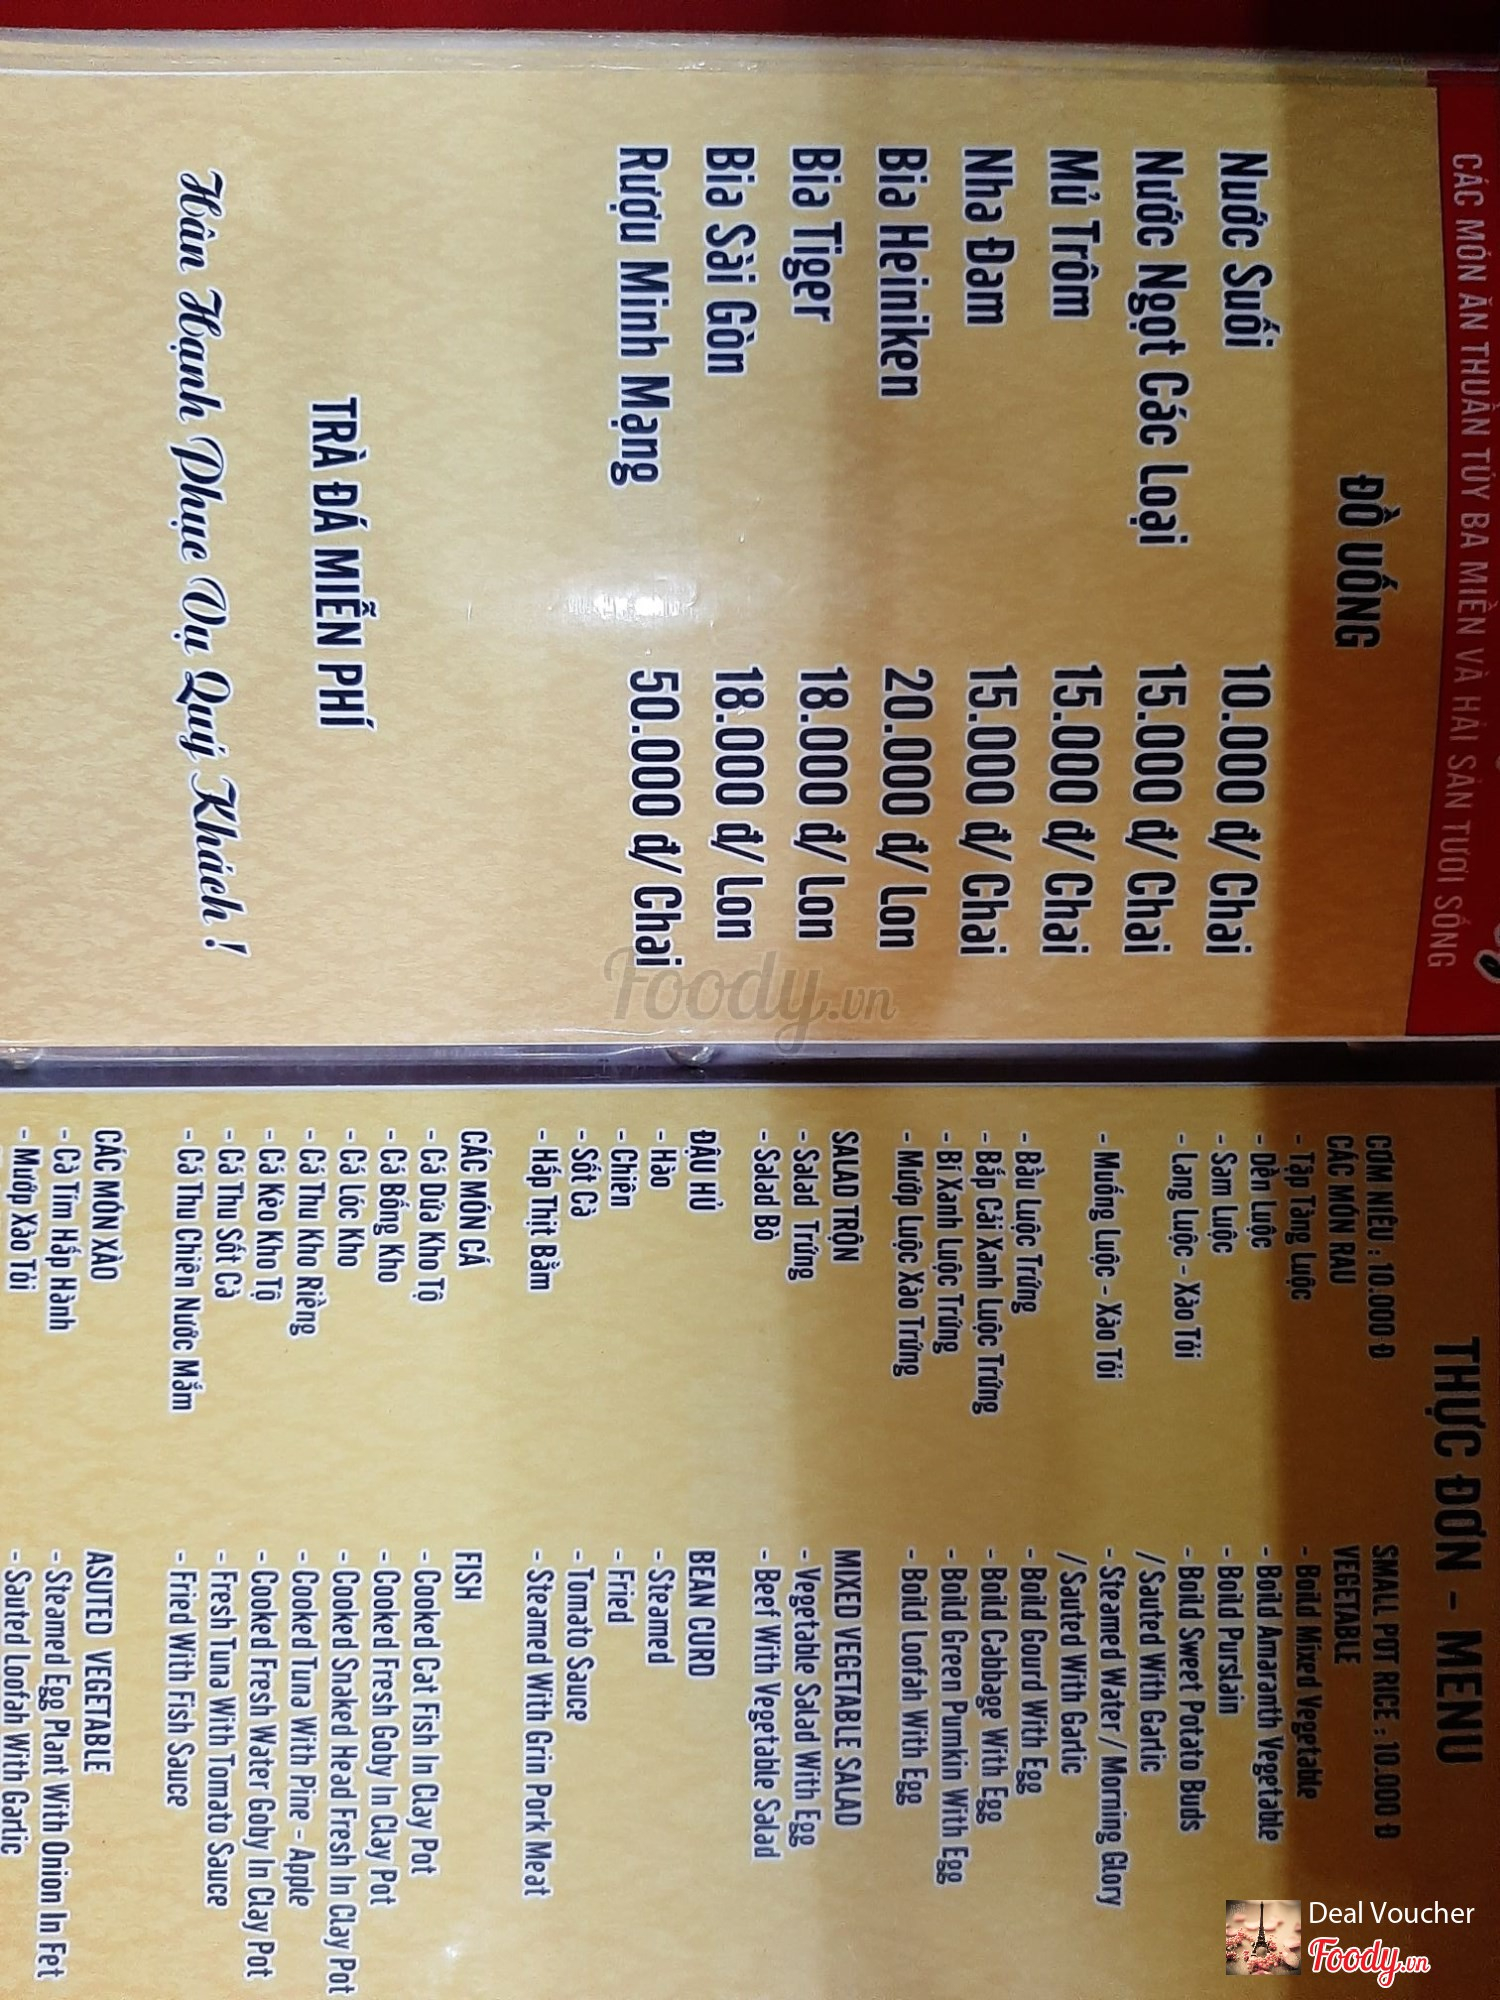 CÁC MÓN ĂN THUẦN TÚY BA MIỀN VÀ HẢI SẢN TƯƠI SỐNG
ĐỒ UỐNG
Nước Suối 10.000 đ/ Chai
Nước Ngọt Các Loại 15.000 đ/ Chai
Mủ Trôm 15.000 đ/ Chai
Nha Đam 15.000 đ/ Chai
Bia Heiniken 20.000 đ/ Lon
Bia Tiger 18.000 đ/ Lon
Bia Sài Gòn 18.000 đ/ Lon
Rượu Minh Mạng 50.000 đ/ Chai
TRÀ ĐÁ MIỄN PHÍ
Hân Hạnh Phục Vụ Quý Khách !
THỰC ĐƠN - MENU
CƠM NIÊU : 10.000 Đ
CÁC MÓN RAU
- Tập Tàng Luộc
- Dền Luộc
- Sam Luộc
- Lang Luộc - Xào Tỏi
- Muống Luộc - Xào Tỏi
- Bầu Luộc Trứng
- Bắp Cải Xanh Luộc Trứng
- Bí Xanh Luộc Trứng
- Mướp Luộc Xào Trứng
SALAD TRỘN
- Salad Trứng
- Salad Bò
ĐẬU HỦ
- Hào
- Chiên
- Sốt Cà
- Hấp Thịt Bằm
CÁC MÓN CÁ
- Cá Dứa Kho Tộ
- Cá Bống Kho
- Cá Lóc Kho
- Cá Thu Kho Riềng
- Cá Kèo Kho Tộ
- Cá Thu Sốt Cà
- Cá Thu Chiên Nước Mắm
CÁC MÓN XÀO
- Cà Tím Hấp Hành
- Mướp Xào Tỏi
SMALL POT RICE : 10.000 Đ
VEGETABLE
- Boild Mixed Vegetable
- Boild Amaranth Vegetable
- Boild Purslain
- Boild Sweet Potato Buds
/ Sauted With Garlic
- Steamed Water / Morning Glory
/ Sauted With Garlic
- Boild Gourd With Egg
- Boild Cabbage With Egg
- Boild Green Pumkin With Egg
- Boild Loofah With Egg
MIXED VEGETABLE SALAD
- Vegetable Salad With Egg
- Beef With Vegetable Salad
BEAN CURD
- Steamed
- Fried
- Tomato Sauce
- Steamed With Grin Pork Meat
FISH
- Cooked Cat Fish In Clay Pot
- Cooked Fresh Goby In Clay Pot
- Cooked Snaked Head Fresh In Clay Pot
- Cooked Tuna With Pine - Apple
- Cooked Fresh Water Goby In Clay Pot
- Fresh Tuna With Tomato Sauce
- Fried With Fish Sauce
ASUTED VEGETABLE
- Steamed Egg Plant With Onion In Fet
- Sauted Loofah With Garlic
Foody.vn
Deal Voucher
Foody.vn